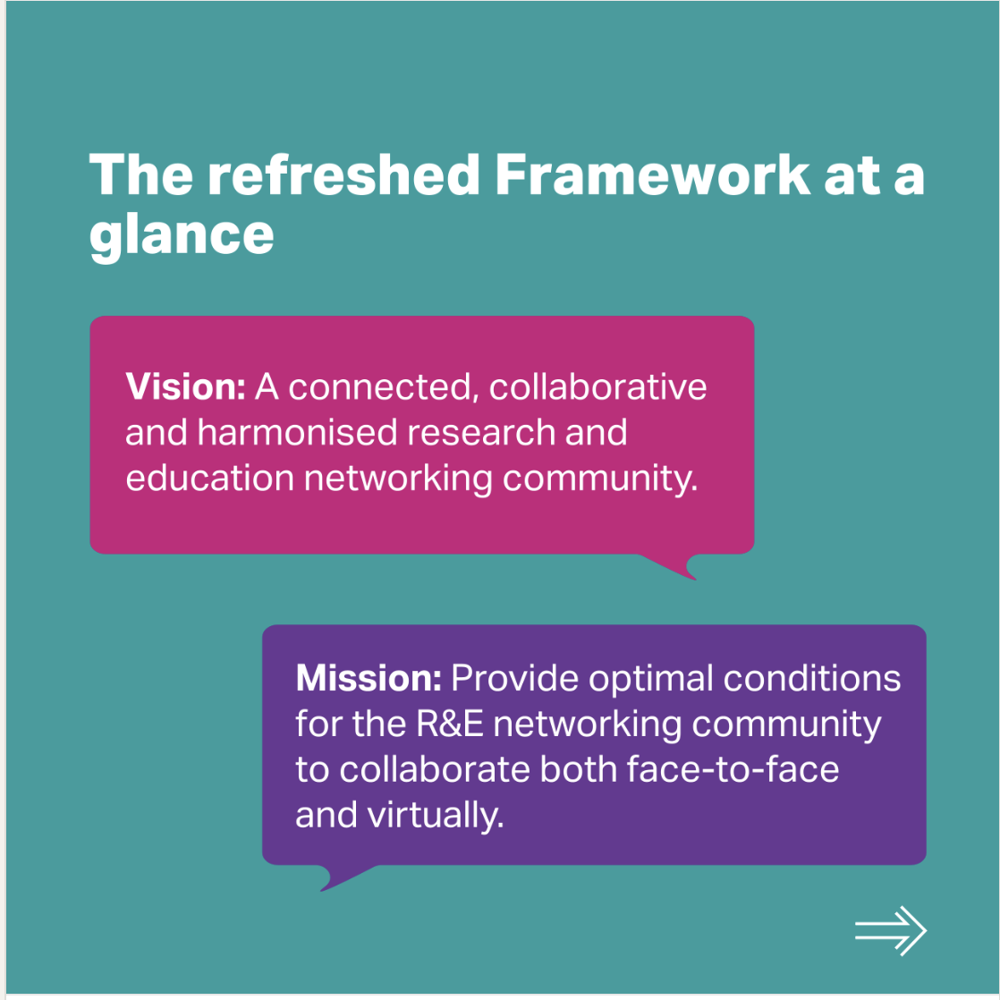 The refreshed Framework at a
glance
Vision: A connected, collaborative
and harmonised research and
education networking community.
Mission: Provide optimal conditions
for the R&E networking community
to collaborate both face-to-face
and virtually.